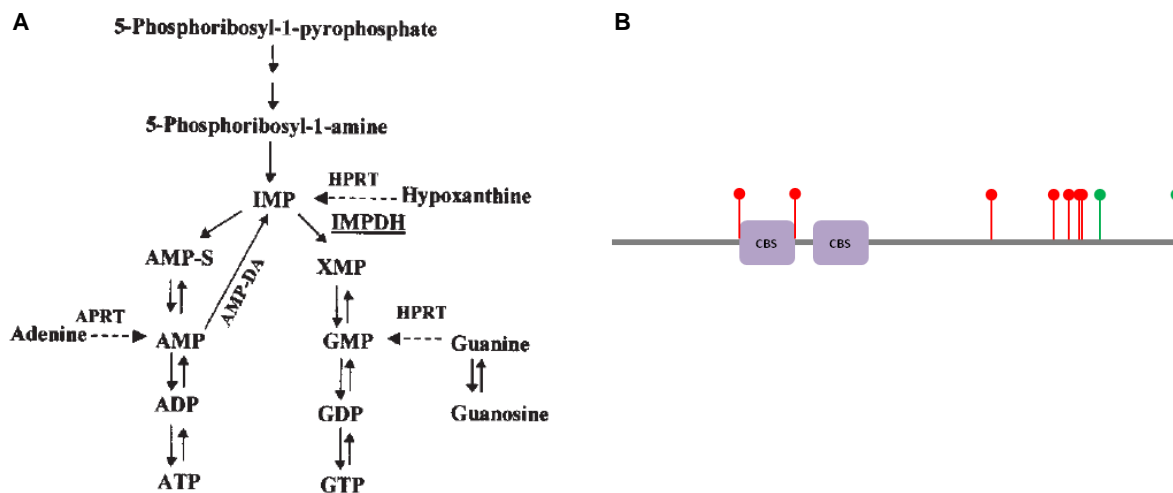 A
5-Phosphoribosyl-1-pyrophosphate
5-Phosphoribosyl-1-amine
HPRT
IMP
Hypoxanthine
IMPDH
AMP-S
XMP
AMP-DA
APRT
HPRT
Adenine
AMP
GMP
Guanine
ADP
GDP
Guanosine
ATP
GTP
B
CBS
CBS